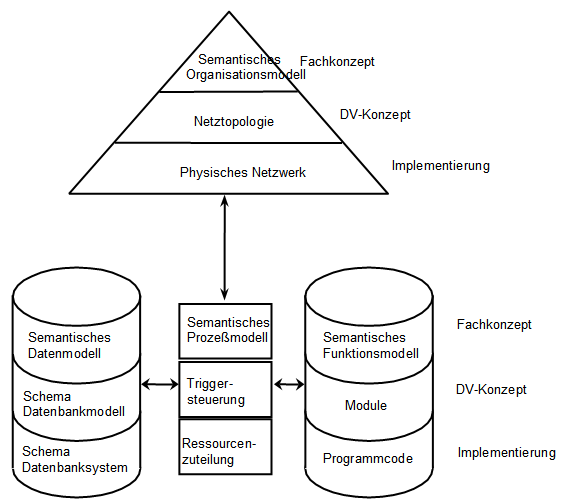 Semantisches
Organisationsmodell
Fachkonzept
Netztopologie
DV-Konzept
Physisches Netzwerk
Implementierung
Semantisches
Datenmodell
Semantisches
Prozeßmodell
Semantisches
Funktionsmodell
Fachkonzept
Schema
Datenbankmodell
Trigger-
steuerung
Module
DV-Konzept
Schema
Datenbanksystem
Ressourcen-
zuteilung
Programmcode
Implementierung